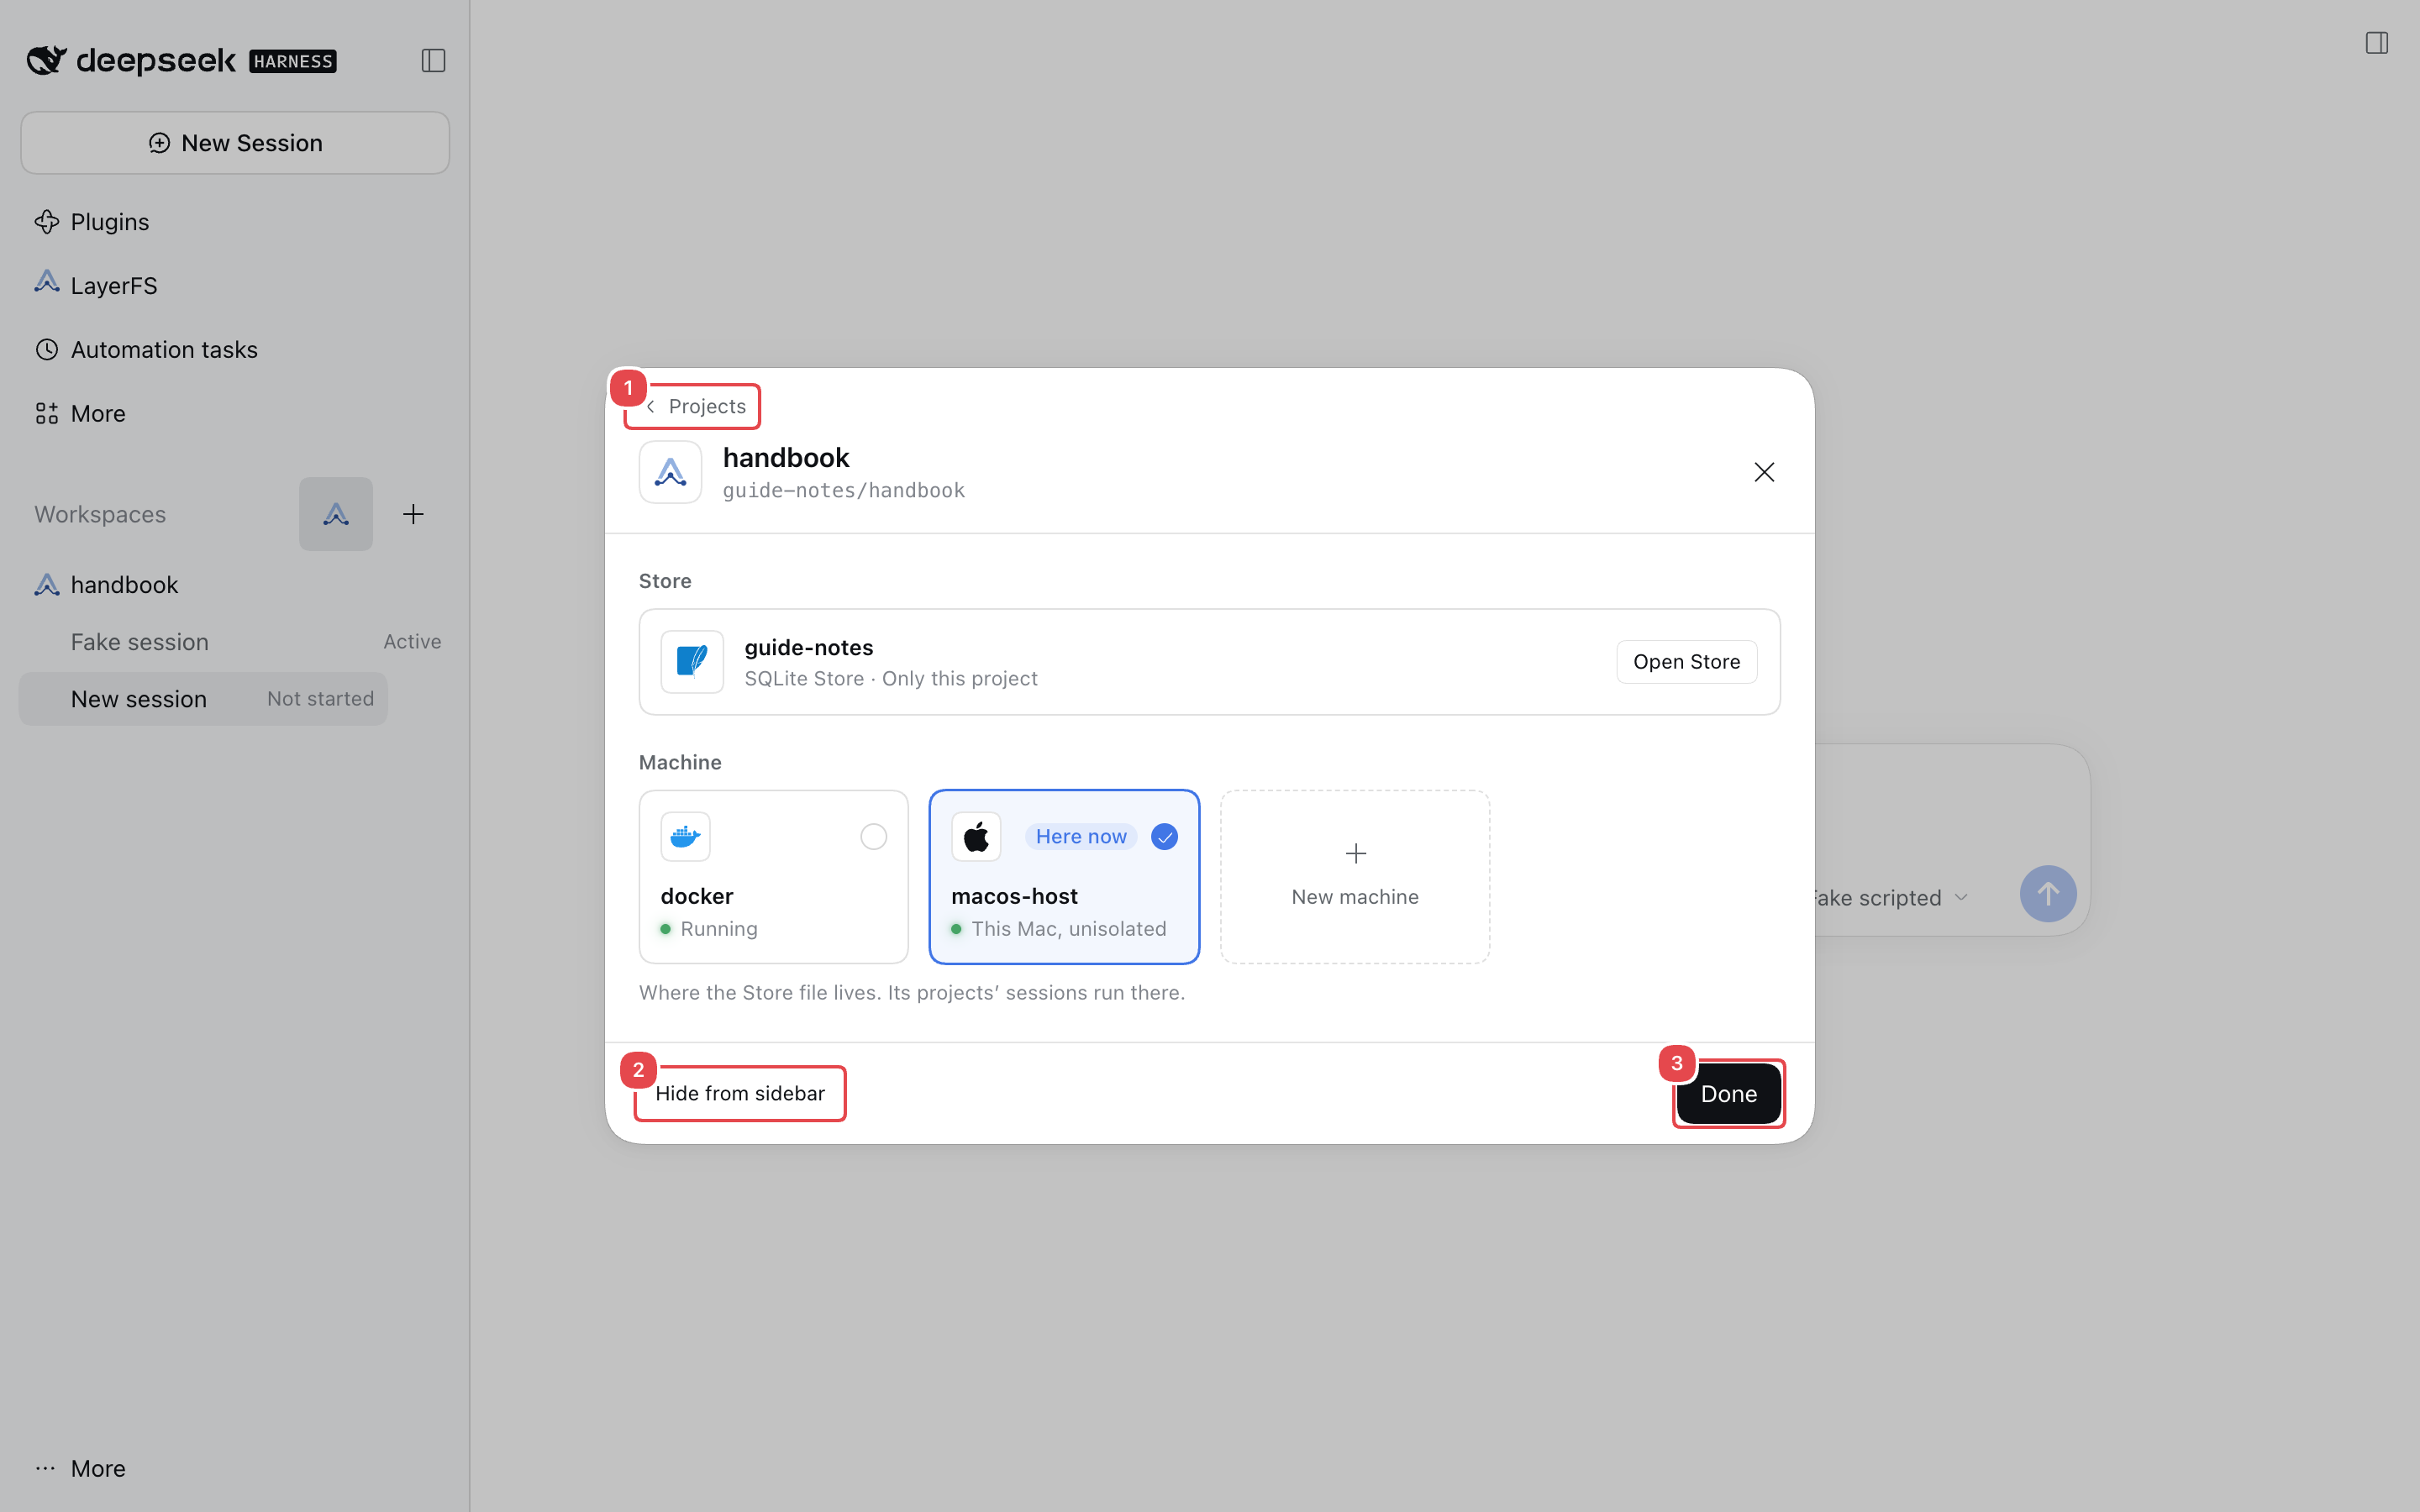 deepseek HARNESS
New Session
Plugins
LayerFS
Automation tasks
More
Workspaces
handbook
Fake session Active
New session Not started
More
1
Projects
handbook
guide-notes/handbook
Store
guide-notes
SQLite Store · Only this project
Open Store
Machine
docker
Running
Here now
macos-host
This Mac, unisolated
New machine
Where the Store file lives. Its projects’ sessions run there.
2
Hide from sidebar
3
Done
Fake scripted